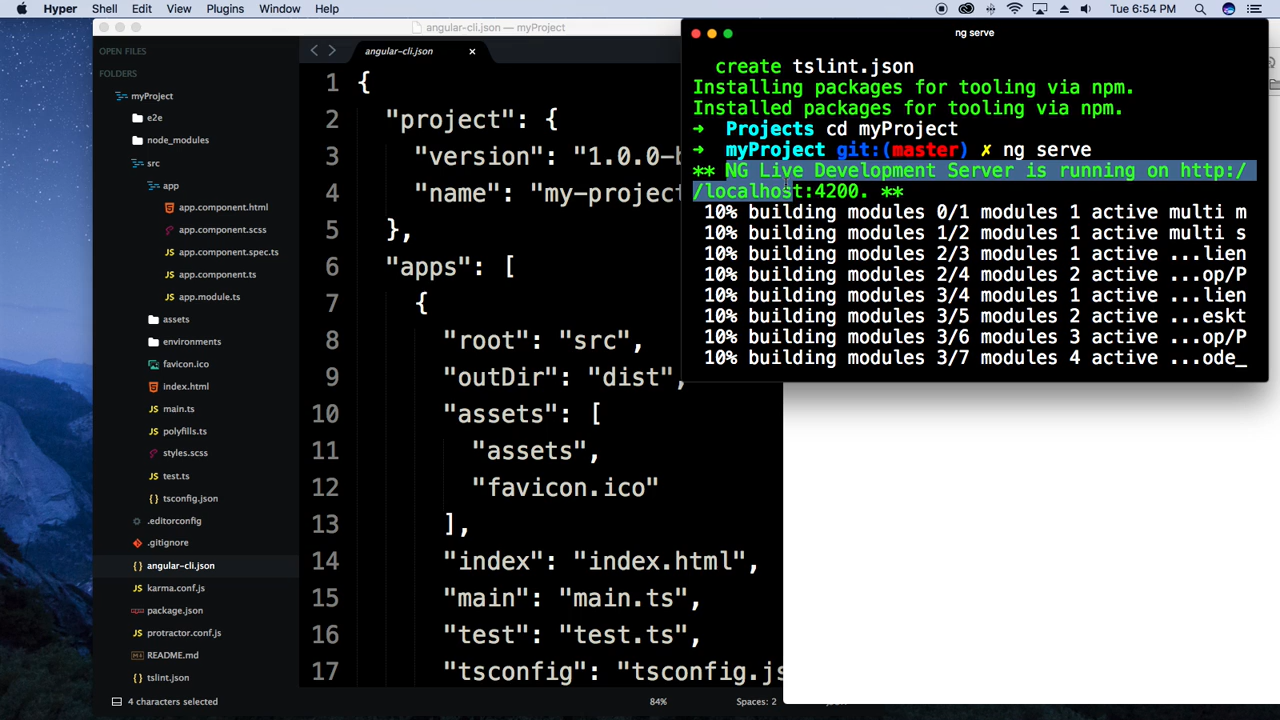 Hyper Shell Edit View Plugins Window Help
Tue 6:54 PM
angular-cli.json — myProject
OPEN FILES
FOLDERS
myProject
e2e
node_modules
src
app
app.component.html
app.component.scss
app.component.spec.ts
app.component.ts
app.module.ts
assets
environments
favicon.ico
index.html
main.ts
polyfills.ts
styles.scss
test.ts
tsconfig.json
.editorconfig
.gitignore
angular-cli.json
karma.conf.js
package.json
protractor.conf.js
README.md
tslint.json
angular-cli.json
1 {
2 "project": {
3 "version": "1.0.0-b
4 "name": "my-project
5 },
6 "apps": [
7 {
8 "root": "src",
9 "outDir": "dist",
10 "assets": [
11 "assets",
12 "favicon.ico"
13 ],
14 "index": "index.html",
15 "main": "main.ts",
16 "test": "test.ts",
17 "tsconfig": "tsconfig.js
4 characters selected
84%
Spaces: 2
ng serve
create tslint.json
Installing packages for tooling via npm.
Installed packages for tooling via npm.
➜ Projects cd myProject
➜ myProject git:(master) ✗ ng serve
** NG Live Development Server is running on http:/
/localhost:4200. **
10% building modules 0/1 modules 1 active multi m
10% building modules 1/2 modules 1 active multi s
10% building modules 2/3 modules 1 active ...lien
10% building modules 2/4 modules 2 active ...op/P
10% building modules 3/4 modules 1 active ...lien
10% building modules 3/5 modules 2 active ...eskt
10% building modules 3/6 modules 3 active ...op/P
10% building modules 3/7 modules 4 active ...ode_